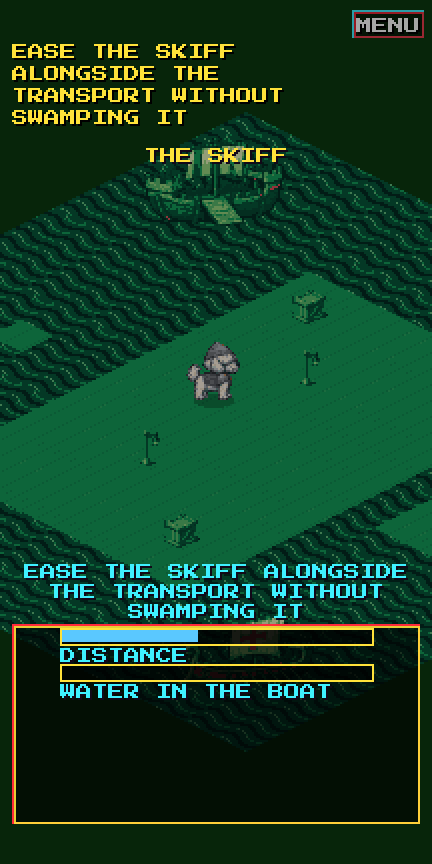 MENU
EASE THE SKIFF
ALONGSIDE THE
TRANSPORT WITHOUT
SWAMPING IT
THE SKIFF
EASE THE SKIFF ALONGSIDE
THE TRANSPORT WITHOUT
SWAMPING IT
DISTANCE
WATER IN THE BOAT